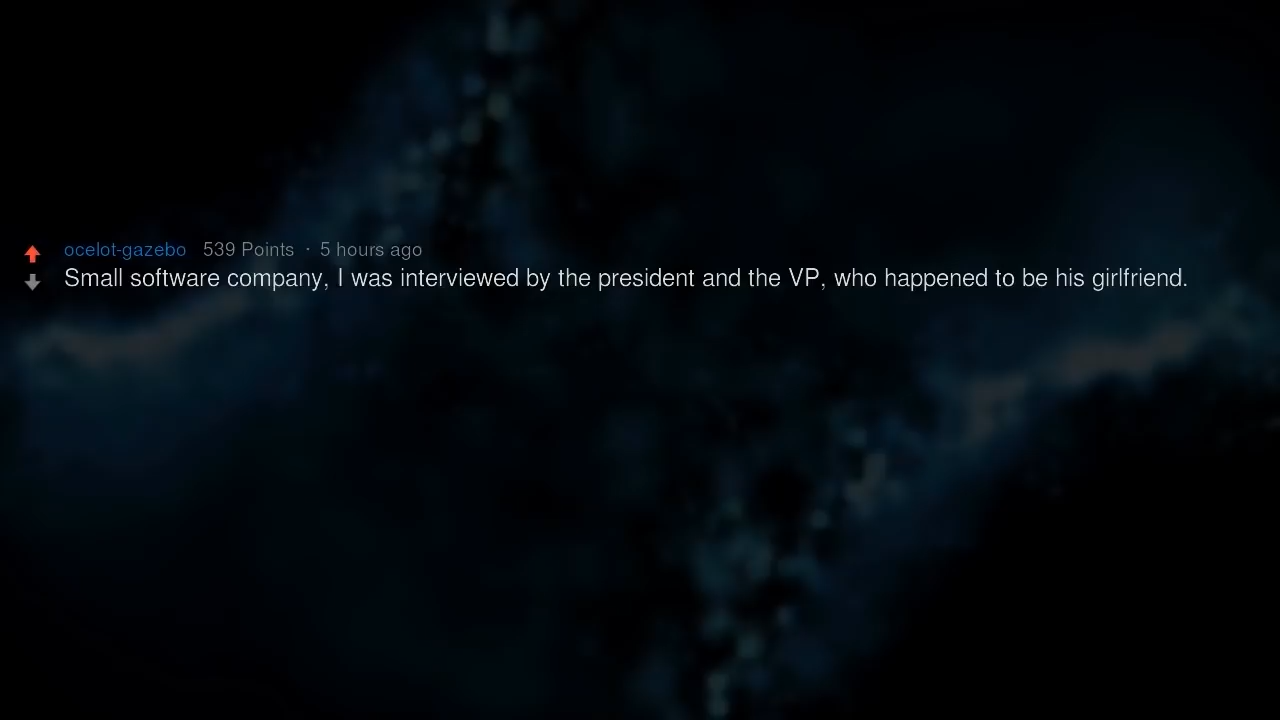 ocelot-gazebo 539 Points · 5 hours ago
Small software company, I was interviewed by the president and the VP, who happened to be his girlfriend.